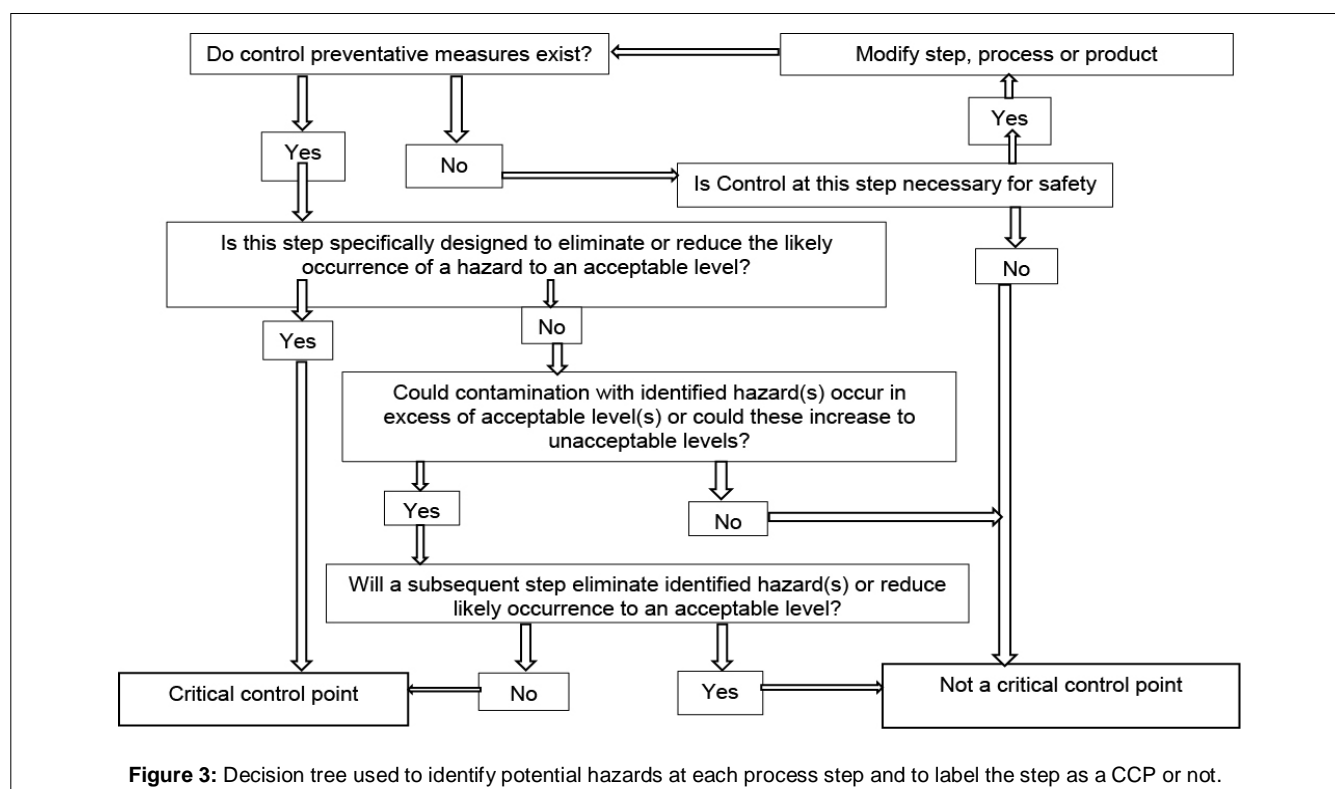 Do control preventative measures exist?
Modify step, process or product
Yes
Yes
No
Is Control at this step necessary for safety
Is this step specifically designed to eliminate or reduce the likely
occurrence of a hazard to an acceptable level?
No
Yes
No
Could contamination with identified hazard(s) occur in
excess of acceptable level(s) or could these increase to
unacceptable levels?
Yes
No
Will a subsequent step eliminate identified hazard(s) or reduce
likely occurrence to an acceptable level?
Critical control point
No
Yes
Not a critical control point
Figure 3: Decision tree used to identify potential hazards at each process step and to label the step as a CCP or not.